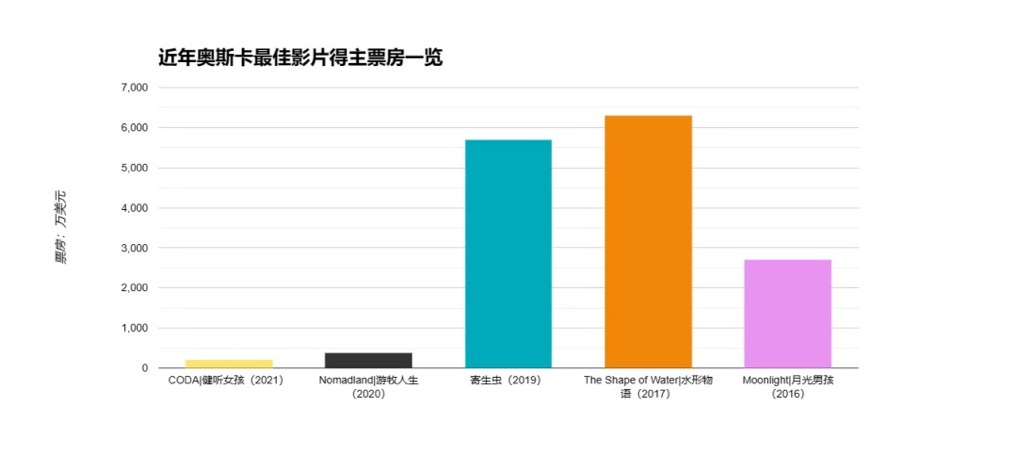 近年奥斯卡最佳影片得主票房一览
7,000
6,000
5,000
4,000
3,000
2,000
1,000
0
票房：万美元
CODA|健听女孩（2021）
Nomadland|游牧人生
（2020）
寄生虫（2019）
The Shape of Water|水形物
语（2017）
Moonlight|月光男孩
（2016）